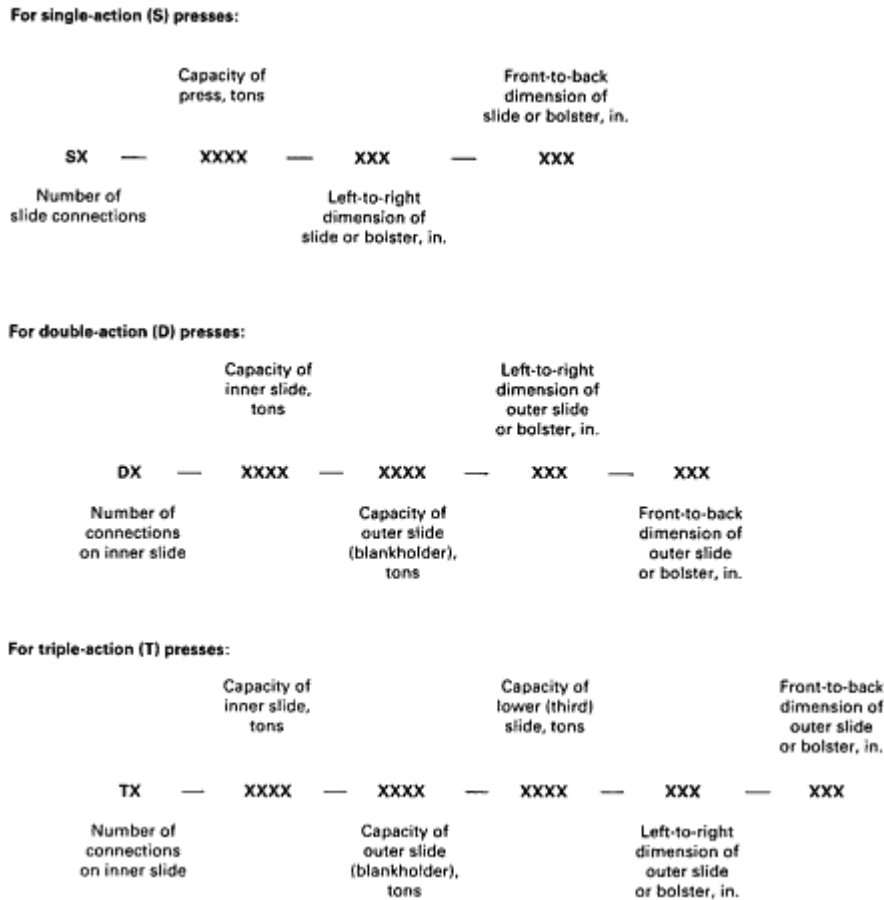 For single-action (S) presses:
Capacity of
press, tons
Front-to-back
dimension of
slide or bolster, in.
SX — XXXX — XXX — XXX
Number of
slide connections
Left-to-right
dimension of
slide or bolster, in.
For double-action (D) presses:
Capacity of
inner slide,
tons
Left-to-right
dimension of
outer slide
or bolster, in.
DX — XXXX — XXXX — XXX — XXX
Number of
connections
on inner slide
Capacity of
outer slide
(blankholder),
tons
Front-to-back
dimension of
outer slide
or bolster, in.
For triple-action (T) presses:
Capacity of
inner slide,
tons
Capacity of
lower (third)
slide, tons
Front-to-back
dimension of
outer slide
or bolster, in.
TX — XXXX — XXXX — XXXX — XXX — XXX
Number of
connections
on inner slide
Capacity of
outer slide
(blankholder),
tons
Left-to-right
dimension of
outer slide
or bolster, in.